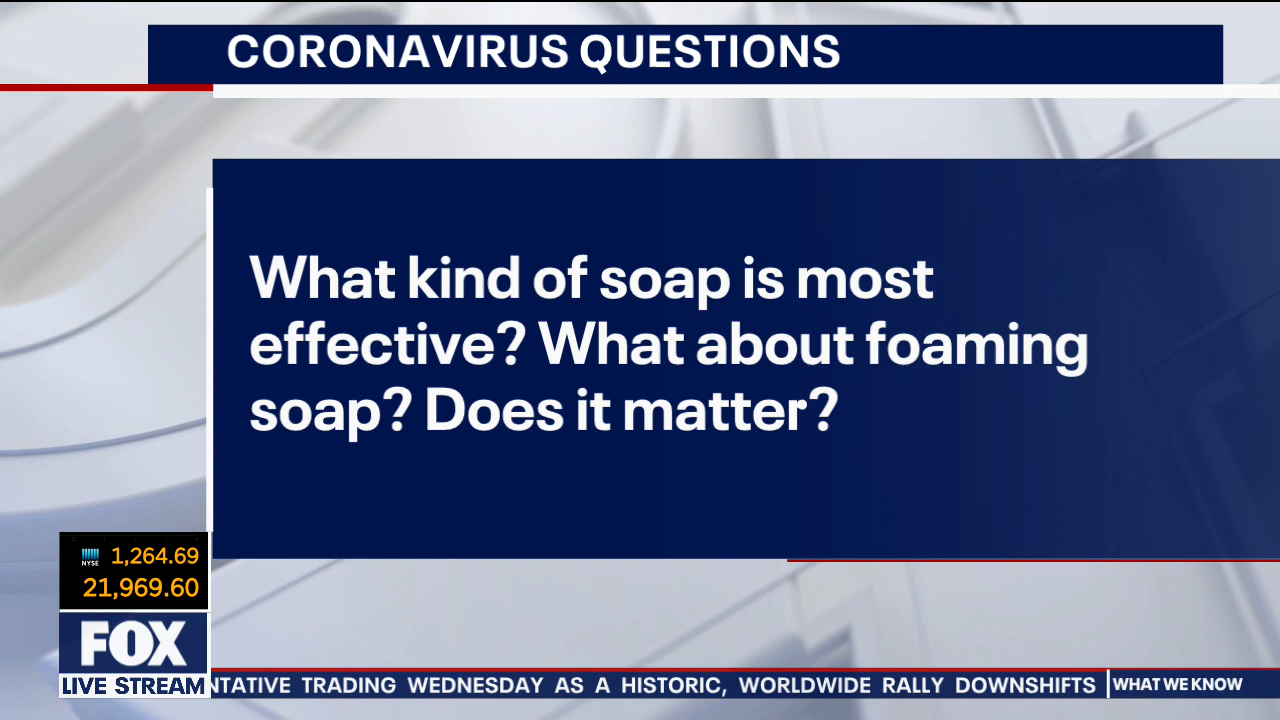 CORONAVIRUS QUESTIONS
What kind of soap is most
effective? What about foaming
soap? Does it matter?
NYSE 1,264.69
21,969.60
FOX
LIVE STREAM
NTATIVE TRADING WEDNESDAY AS A HISTORIC, WORLDWIDE RALLY DOWNSHIFTS
WHAT WE KNOW